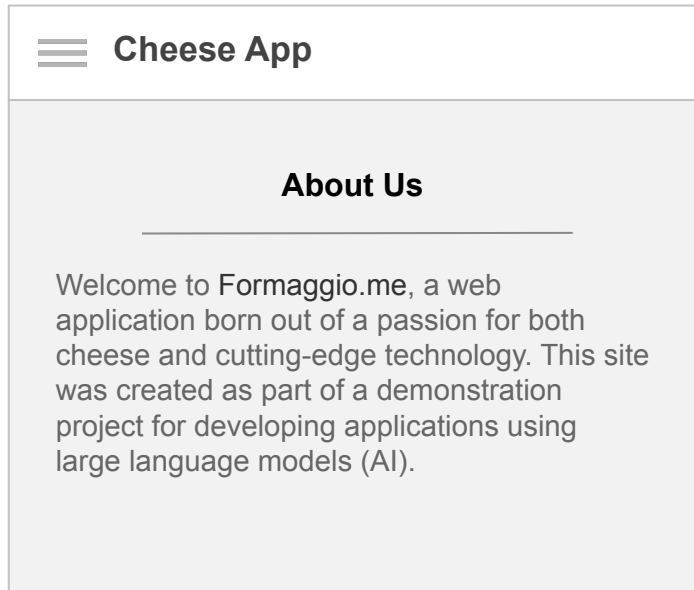 Cheese App
About Us
Welcome to Formaggio.me, a web
application born out of a passion for both
cheese and cutting-edge technology. This site
was created as part of a demonstration
project for developing applications using
large language models (AI).